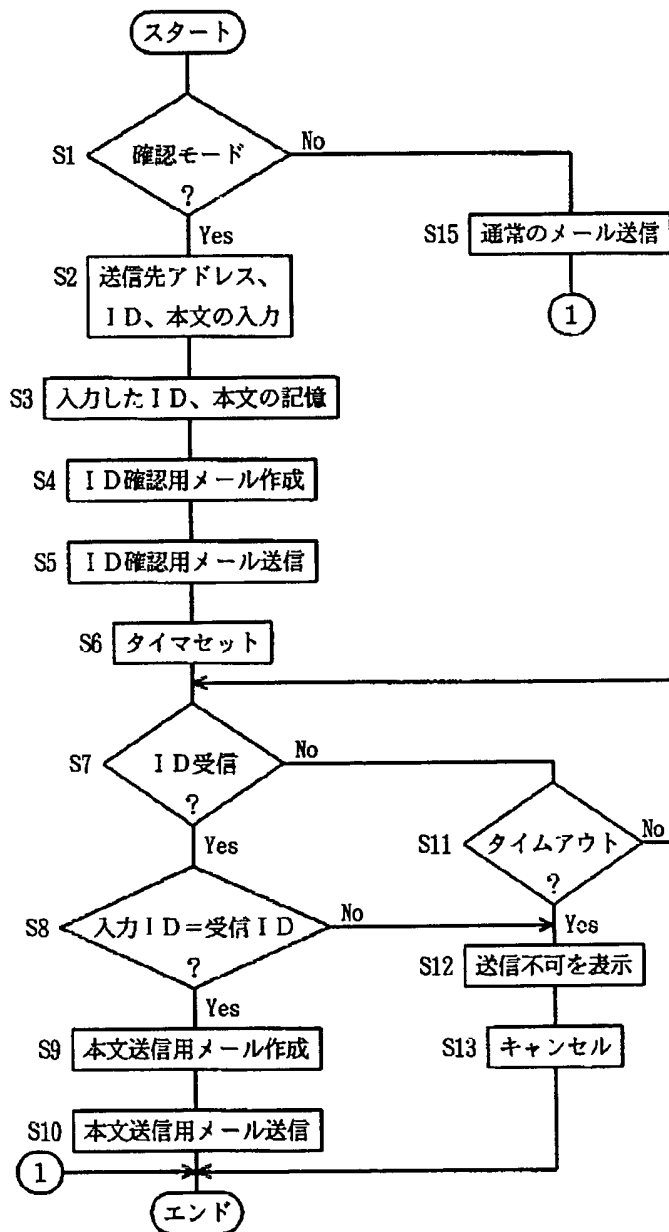 スタート
S1
確認モード
?
No
Yes
S15
通常のメール送信
1
S2
送信先アドレス、
ID、本文の入力
S3
入力したID、本文の記憶
S4
ID確認用メール作成
S5
ID確認用メール送信
S6
タイマセット
S7
ID受信
?
No
Yes
S11
タイムアウト
?
No
Yes
S8
入力ID=受信ID
?
No
Yes
S12
送信不可を表示
S9
本文送信用メール作成
S13
キャンセル
S10
本文送信用メール送信
1
エンド